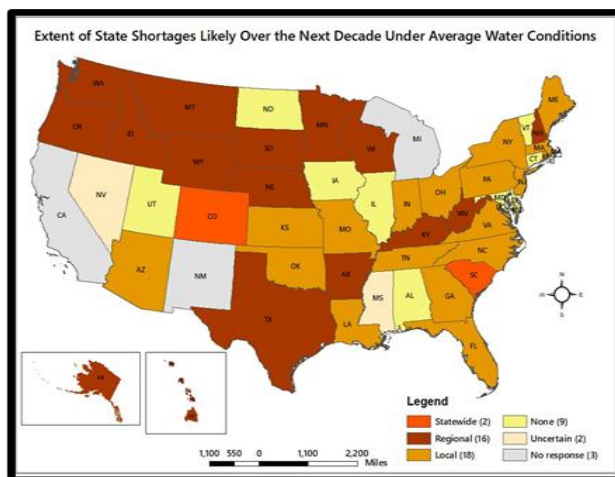 Extent of State Shortages Likely Over the Next Decade Under Average Water Conditions
WA
MT
ND
MN
ME
OR
ID
SD
WI
MI
VT
NH
NY
MA
WY
CT
NE
IA
PA
NV
UT
CO
IL
IN
OH
CA
KS
MO
WV
VA
KY
AZ
NM
OK
AR
TN
NC
SC
TX
LA
MS
AL
GA
FL
AK
N
W
E
S
Legend
Statewide (2)
Regional (16)
Local (18)
None (9)
Uncertain (2)
No response (3)
1,100 550 0 1,100 2,200
Miles